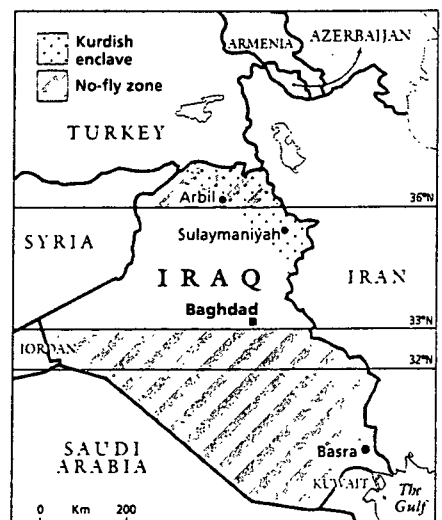 Kurdish
enclave
No-fly zone
ARMENIA
AZERBAIJAN
TURKEY
Arbil
36°N
SYRIA
Sulaymaniyah
IRAQ
IRAN
Baghdad
33°N
JORDAN
32°N
SAUDI
ARABIA
Basra
KUWAIT
The
Gulf
0 Km 200